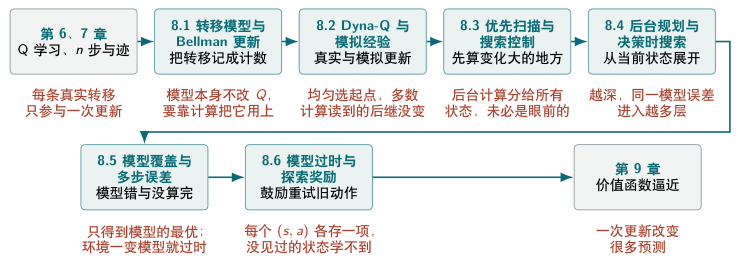 第 6、7 章
Q 学习、n 步与迹
每条真实转移
只参与一次更新
8.1 转移模型与
Bellman 更新
把转移记成计数
模型本身不改 Q，
要靠计算把它用上
8.2 Dyna-Q 与
模拟经验
真实与模拟更新
均匀选起点，多数
计算读到的后继没变
8.3 优先扫描与
搜索控制
先算变化大的地方
后台计算分给所有
状态，未必是眼前的
8.4 后台规划与
决策时搜索
从当前状态展开
越深，同一模型误差
进入越多层
8.5 模型覆盖与
多步误差
模型错与没算完
只得到模型的最优；
环境一变模型就过时
8.6 模型过时与
探索奖励
鼓励重试旧动作
每个 (s, a) 各存一项，
没见过的状态学不到
第 9 章
价值函数逼近
一次更新改变
很多预测